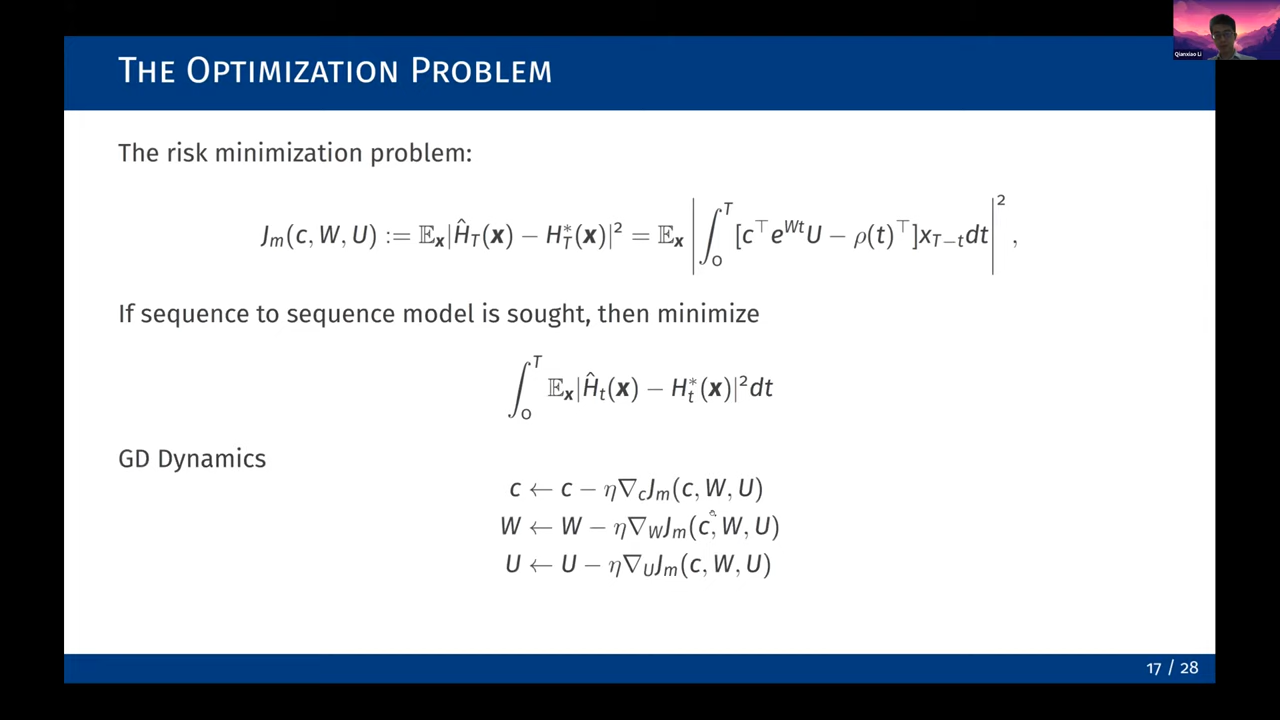 Qianxiao Li
THE OPTIMIZATION PROBLEM
The risk minimization problem:
J_m(c, W, U) := 𝔼_x|Ĥ_T(x) − H*_T(x)|² = 𝔼_x |∫₀ᵀ [c^⊤ e^{Wt} U − ρ(t)^⊤] x_{T−t} dt|²,
If sequence to sequence model is sought, then minimize
∫₀ᵀ 𝔼_x|Ĥ_t(x) − H*_t(x)|² dt
GD Dynamics
c ← c − η∇_c J_m(c, W, U)
W ← W − η∇_W J_m(c, W, U)
U ← U − η∇_U J_m(c, W, U)
17 / 28